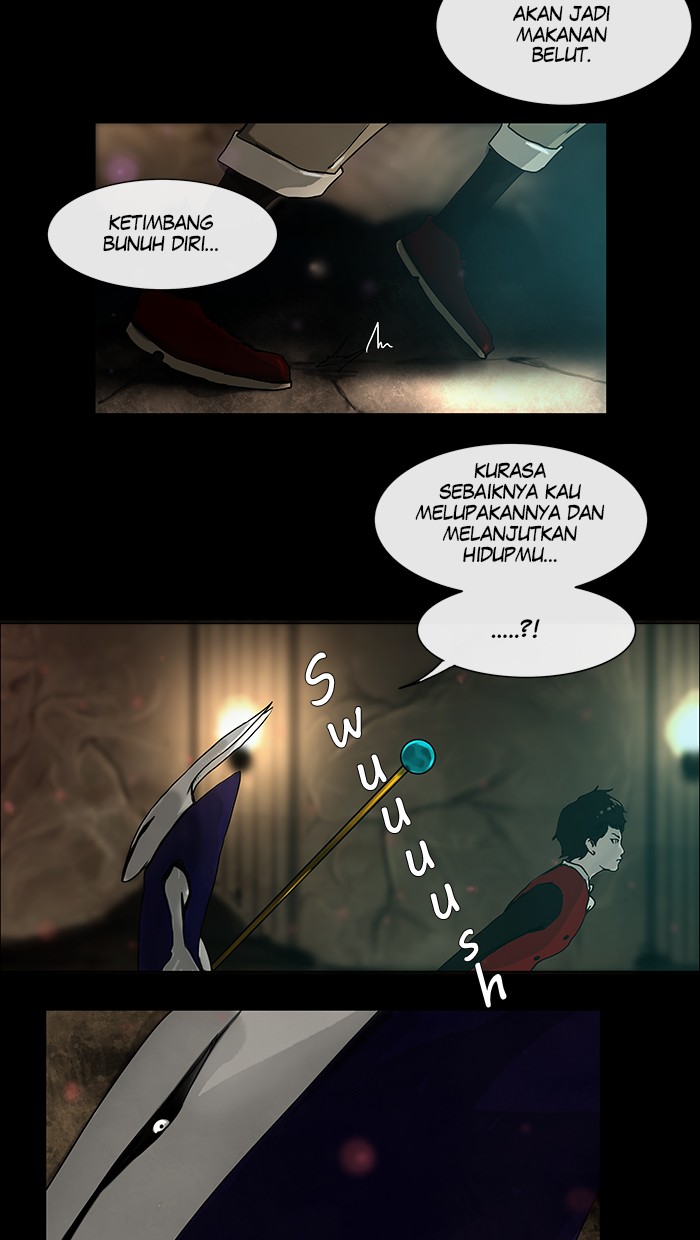 AKAN JADI
MAKANAN
BELUT.
KETIMBANG
BUNUH DIRI...
KURASA
SEBAIKNYA KAU
MELUPAKANNYA DAN
MELANJUTKAN
HIDUPMU...
.....?!
Swuuuush